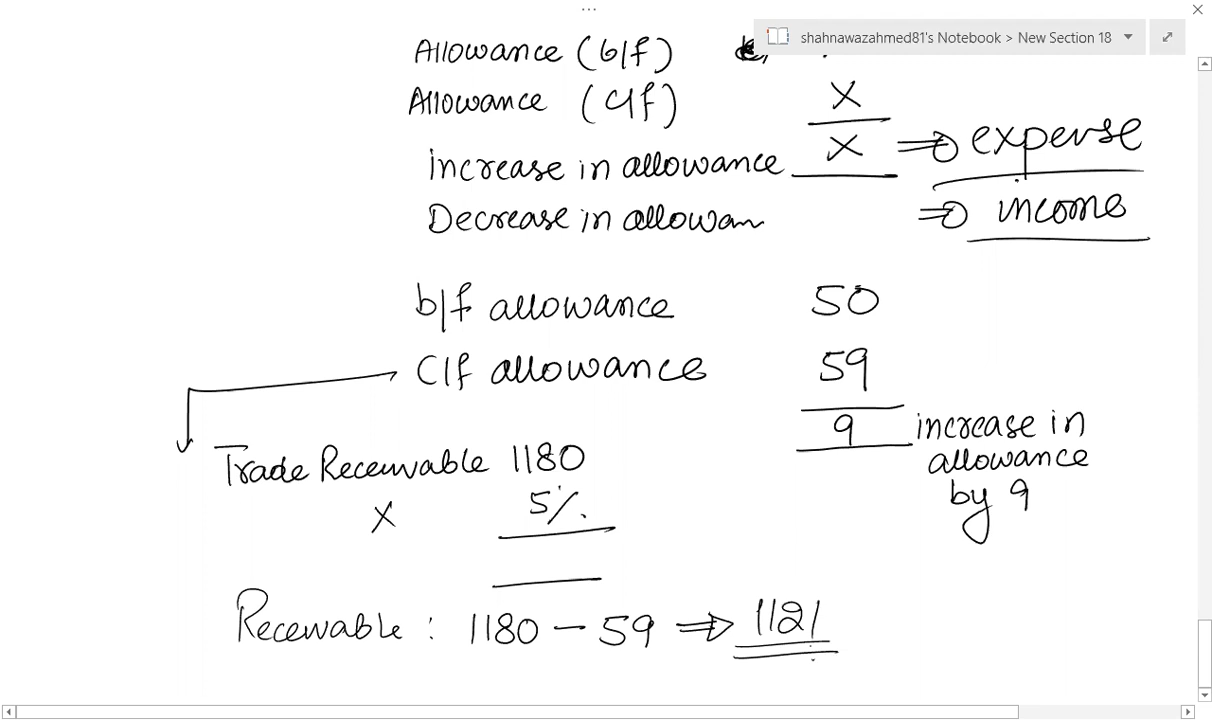 shahnawazahmed81's Notebook > New Section 18
Allowance (b/f)
Allowance (C/f) X
increase in allowance X ⇒ expense
Decrease in allowan ⇒ income
b/f allowance 50
C/f allowance 59
9 increase in
allowance
by 9
Trade Receivable 1180
X 5%
Receivable : 1180 – 59 ⇒ 1121